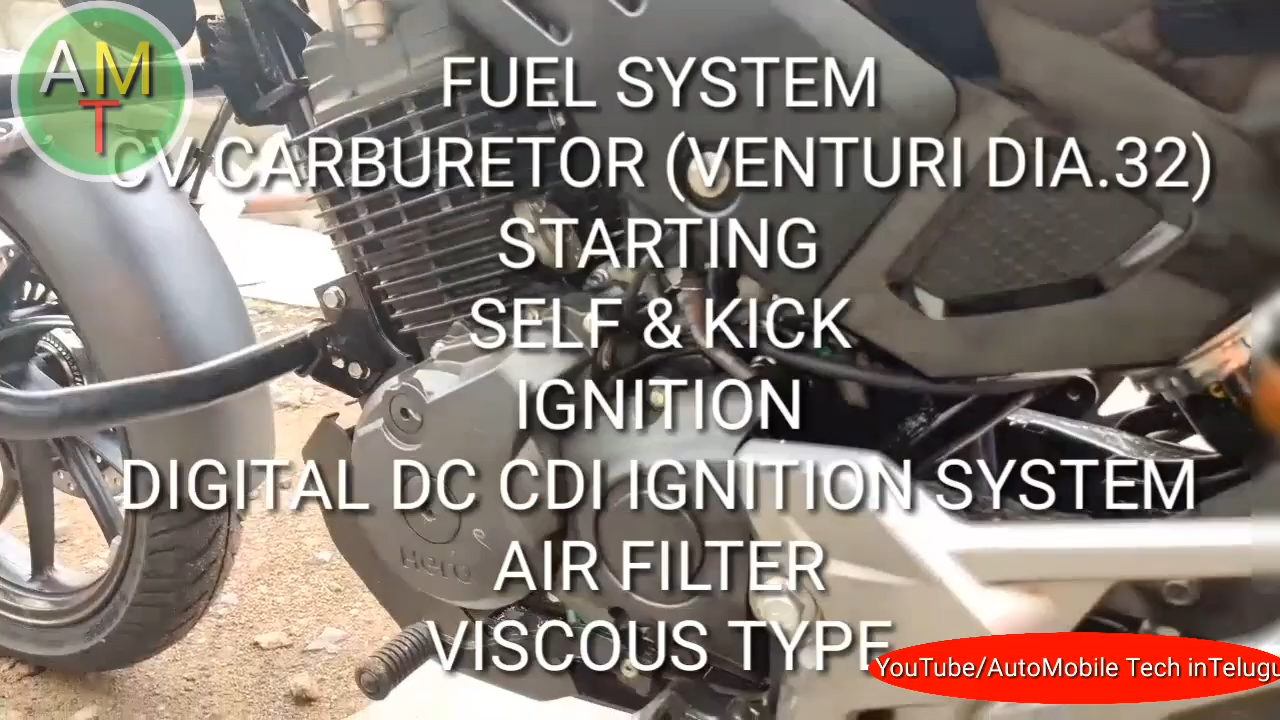 AMT
FUEL SYSTEM
CV CARBURETOR (VENTURI DIA.32)
STARTING
SELF & KICK
IGNITION
DIGITAL DC CDI IGNITION SYSTEM
Hero
AIR FILTER
VISCOUS TYPE
YouTube/AutoMobile Tech inTelugu